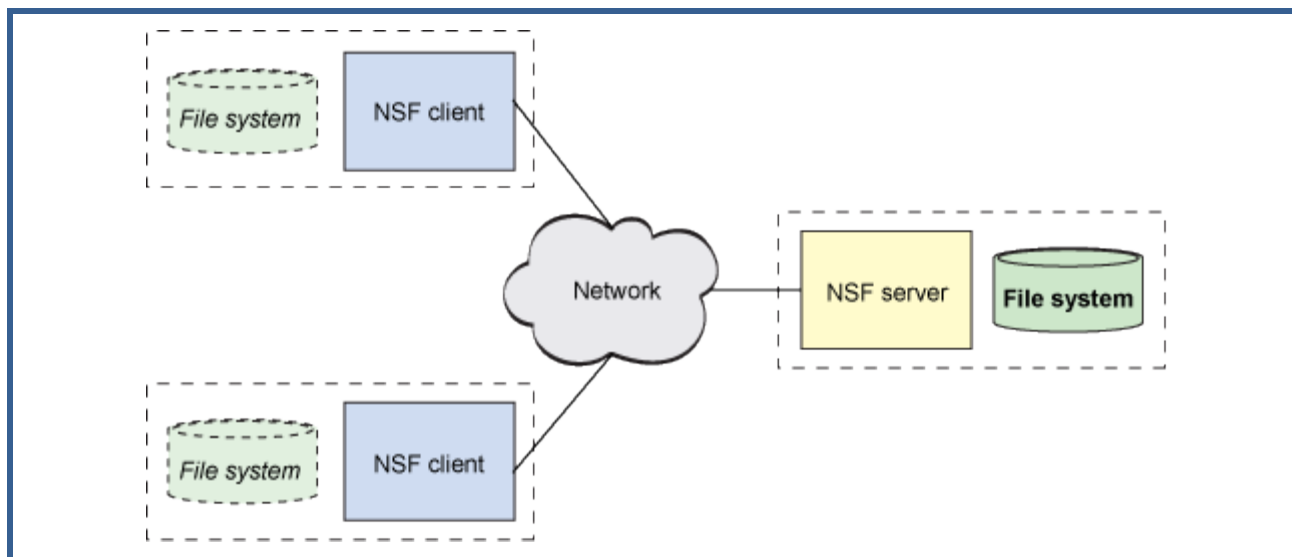 File system
NSF client
Network
NSF server
File system
File system
NSF client